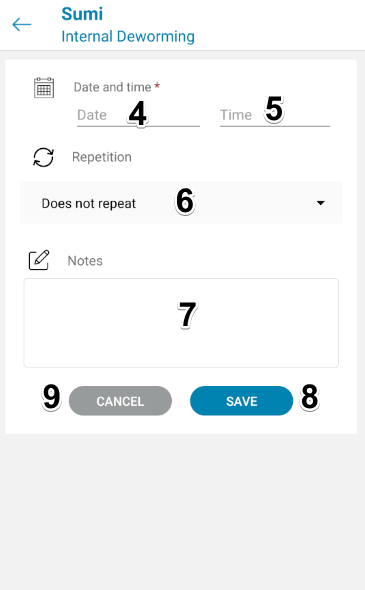 Sumi
Internal Deworming
Date and time *
Date 4 Time 5
Repetition
Does not repeat 6
Notes
7
9 CANCEL SAVE 8